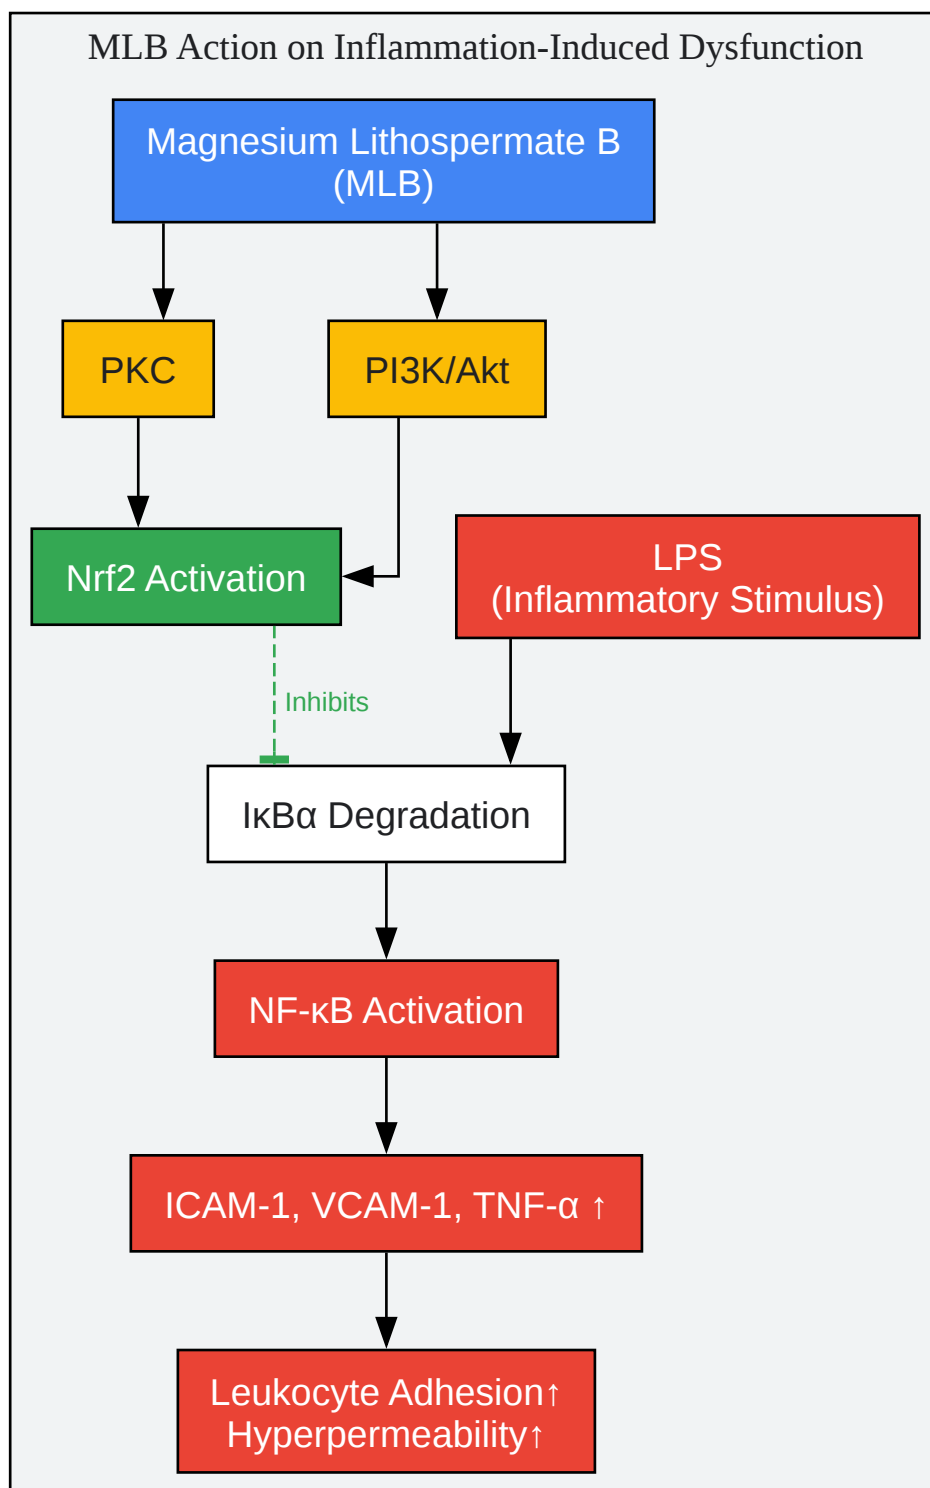 MLB Action on Inflammation-Induced Dysfunction
Magnesium Lithospermate B
(MLB)
PKC
PI3K/Akt
Nrf2 Activation
LPS
(Inflammatory Stimulus)
Inhibits
IκBα Degradation
NF-κB Activation
ICAM-1, VCAM-1, TNF-α ↑
Leukocyte Adhesion↑
Hyperpermeability↑